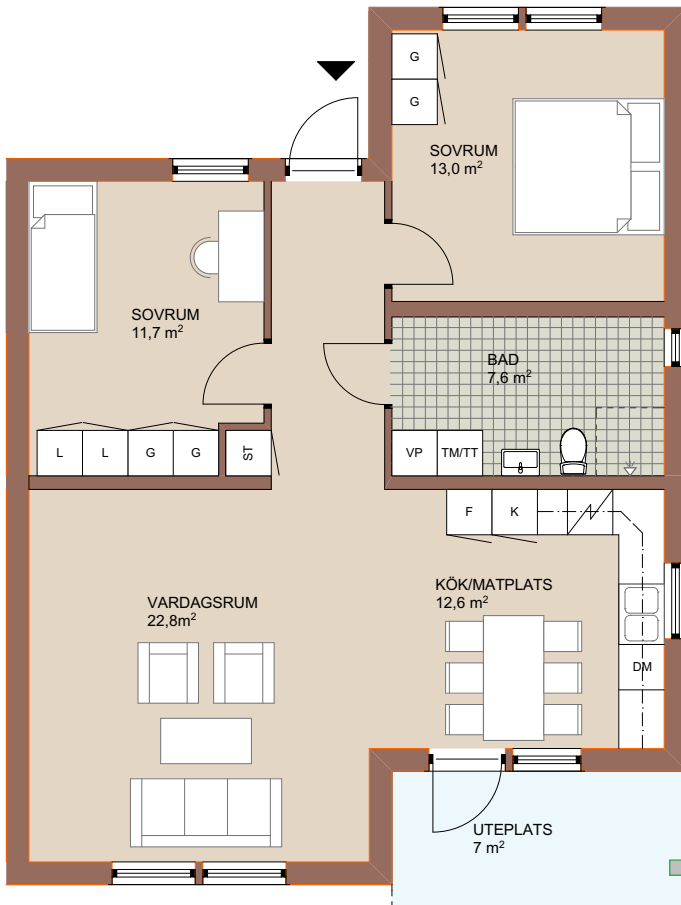 G
G
SOVRUM
13,0 m²
SOVRUM
11,7 m²
BAD
7,6 m²
L L G G ST
VP TM/TT
F K
KÖK/MATPLATS
12,6 m²
VARDAGSRUM
22,8m²
DM
UTEPLATS
7 m²